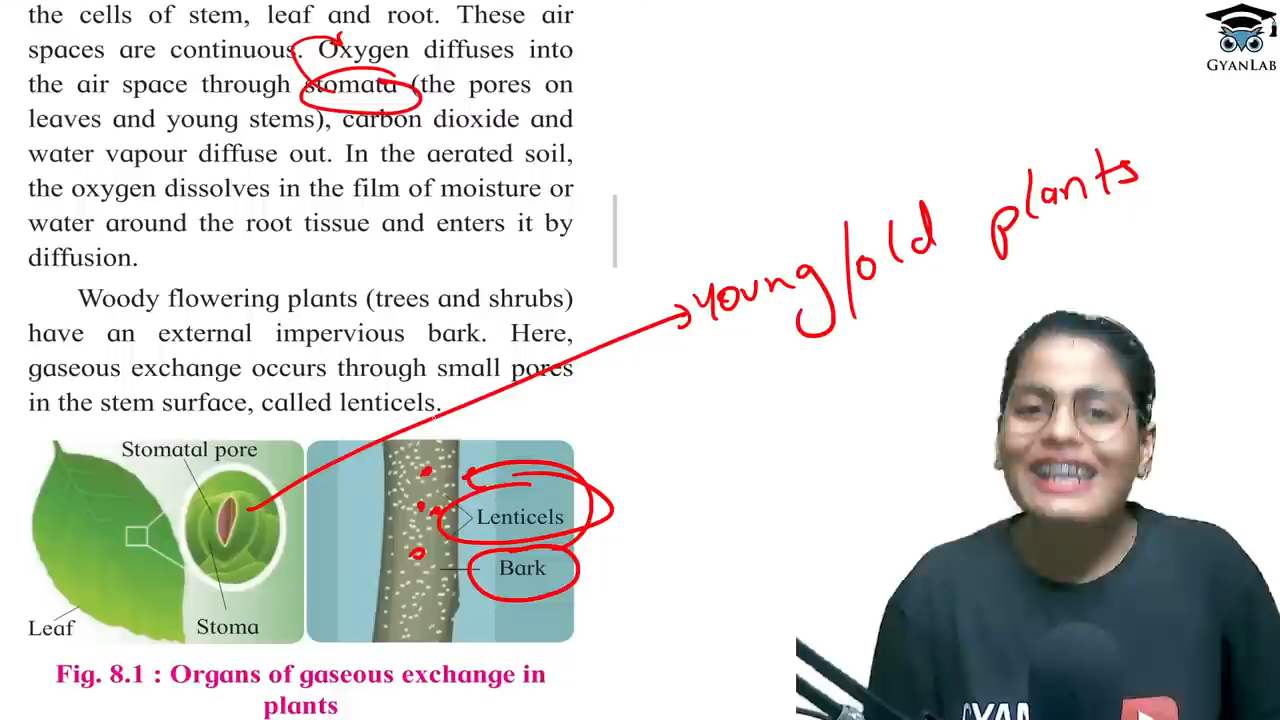 the cells of stem, leaf and root. These air
spaces are continuous. Oxygen diffuses into
the air space through stomata (the pores on
leaves and young stems), carbon dioxide and
water vapour diffuse out. In the aerated soil,
the oxygen dissolves in the film of moisture or
water around the root tissue and enters it by
diffusion.
Woody flowering plants (trees and shrubs)
have an external impervious bark. Here,
gaseous exchange occurs through small pores
in the stem surface, called lenticels.
Stomatal pore
Leaf
Stoma
Lenticels
Bark
Fig. 8.1 : Organs of gaseous exchange in
plants
young/old plants
GYANLAB
GYAN